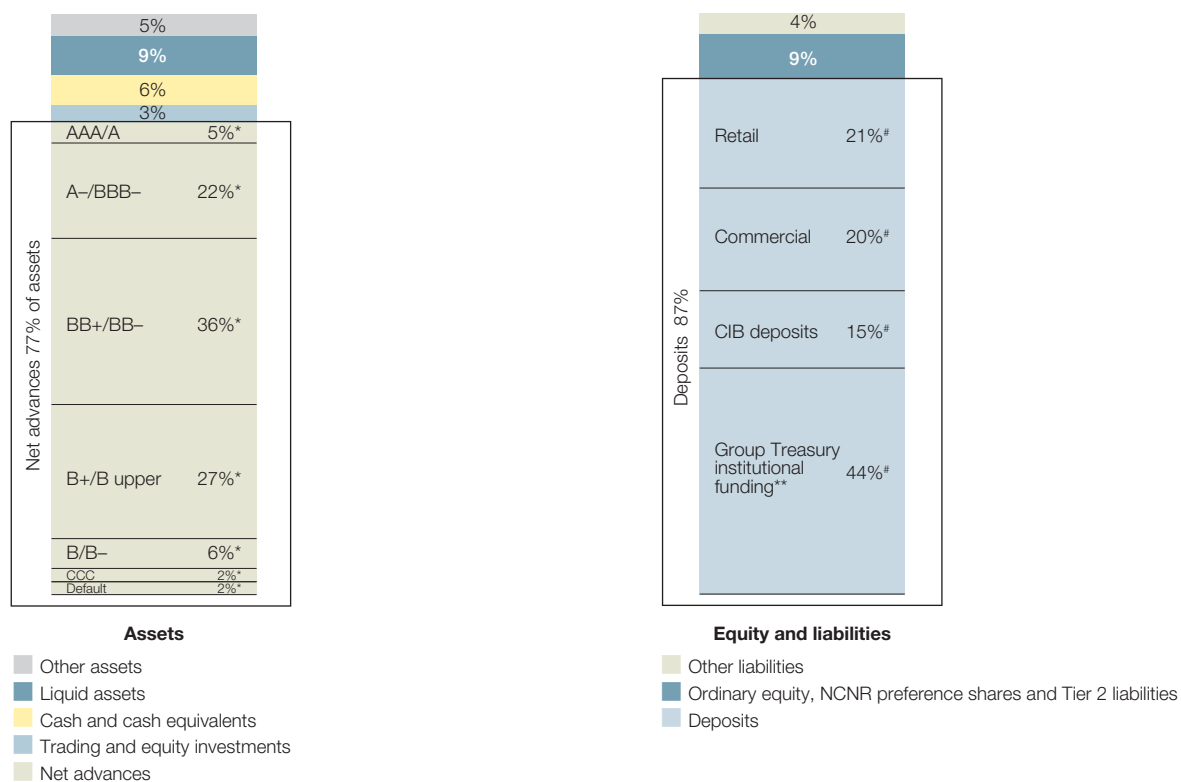 5%
9%
6%
3%
AAA/A 5%*
A–/BBB– 22%*
BB+/BB– 36%*
B+/B upper 27%*
B/B– 6%*
CCC 2%*
Default 2%*
Net advances 77% of assets
Assets
Other assets
Liquid assets
Cash and cash equivalents
Trading and equity investments
Net advances
4%
9%
Retail 21%#
Commercial 20%#
CIB deposits 15%#
Group Treasury
institutional 44%#
funding**
Deposits 87%
Equity and liabilities
Other liabilities
Ordinary equity, NCNR preference shares and Tier 2 liabilities
Deposits